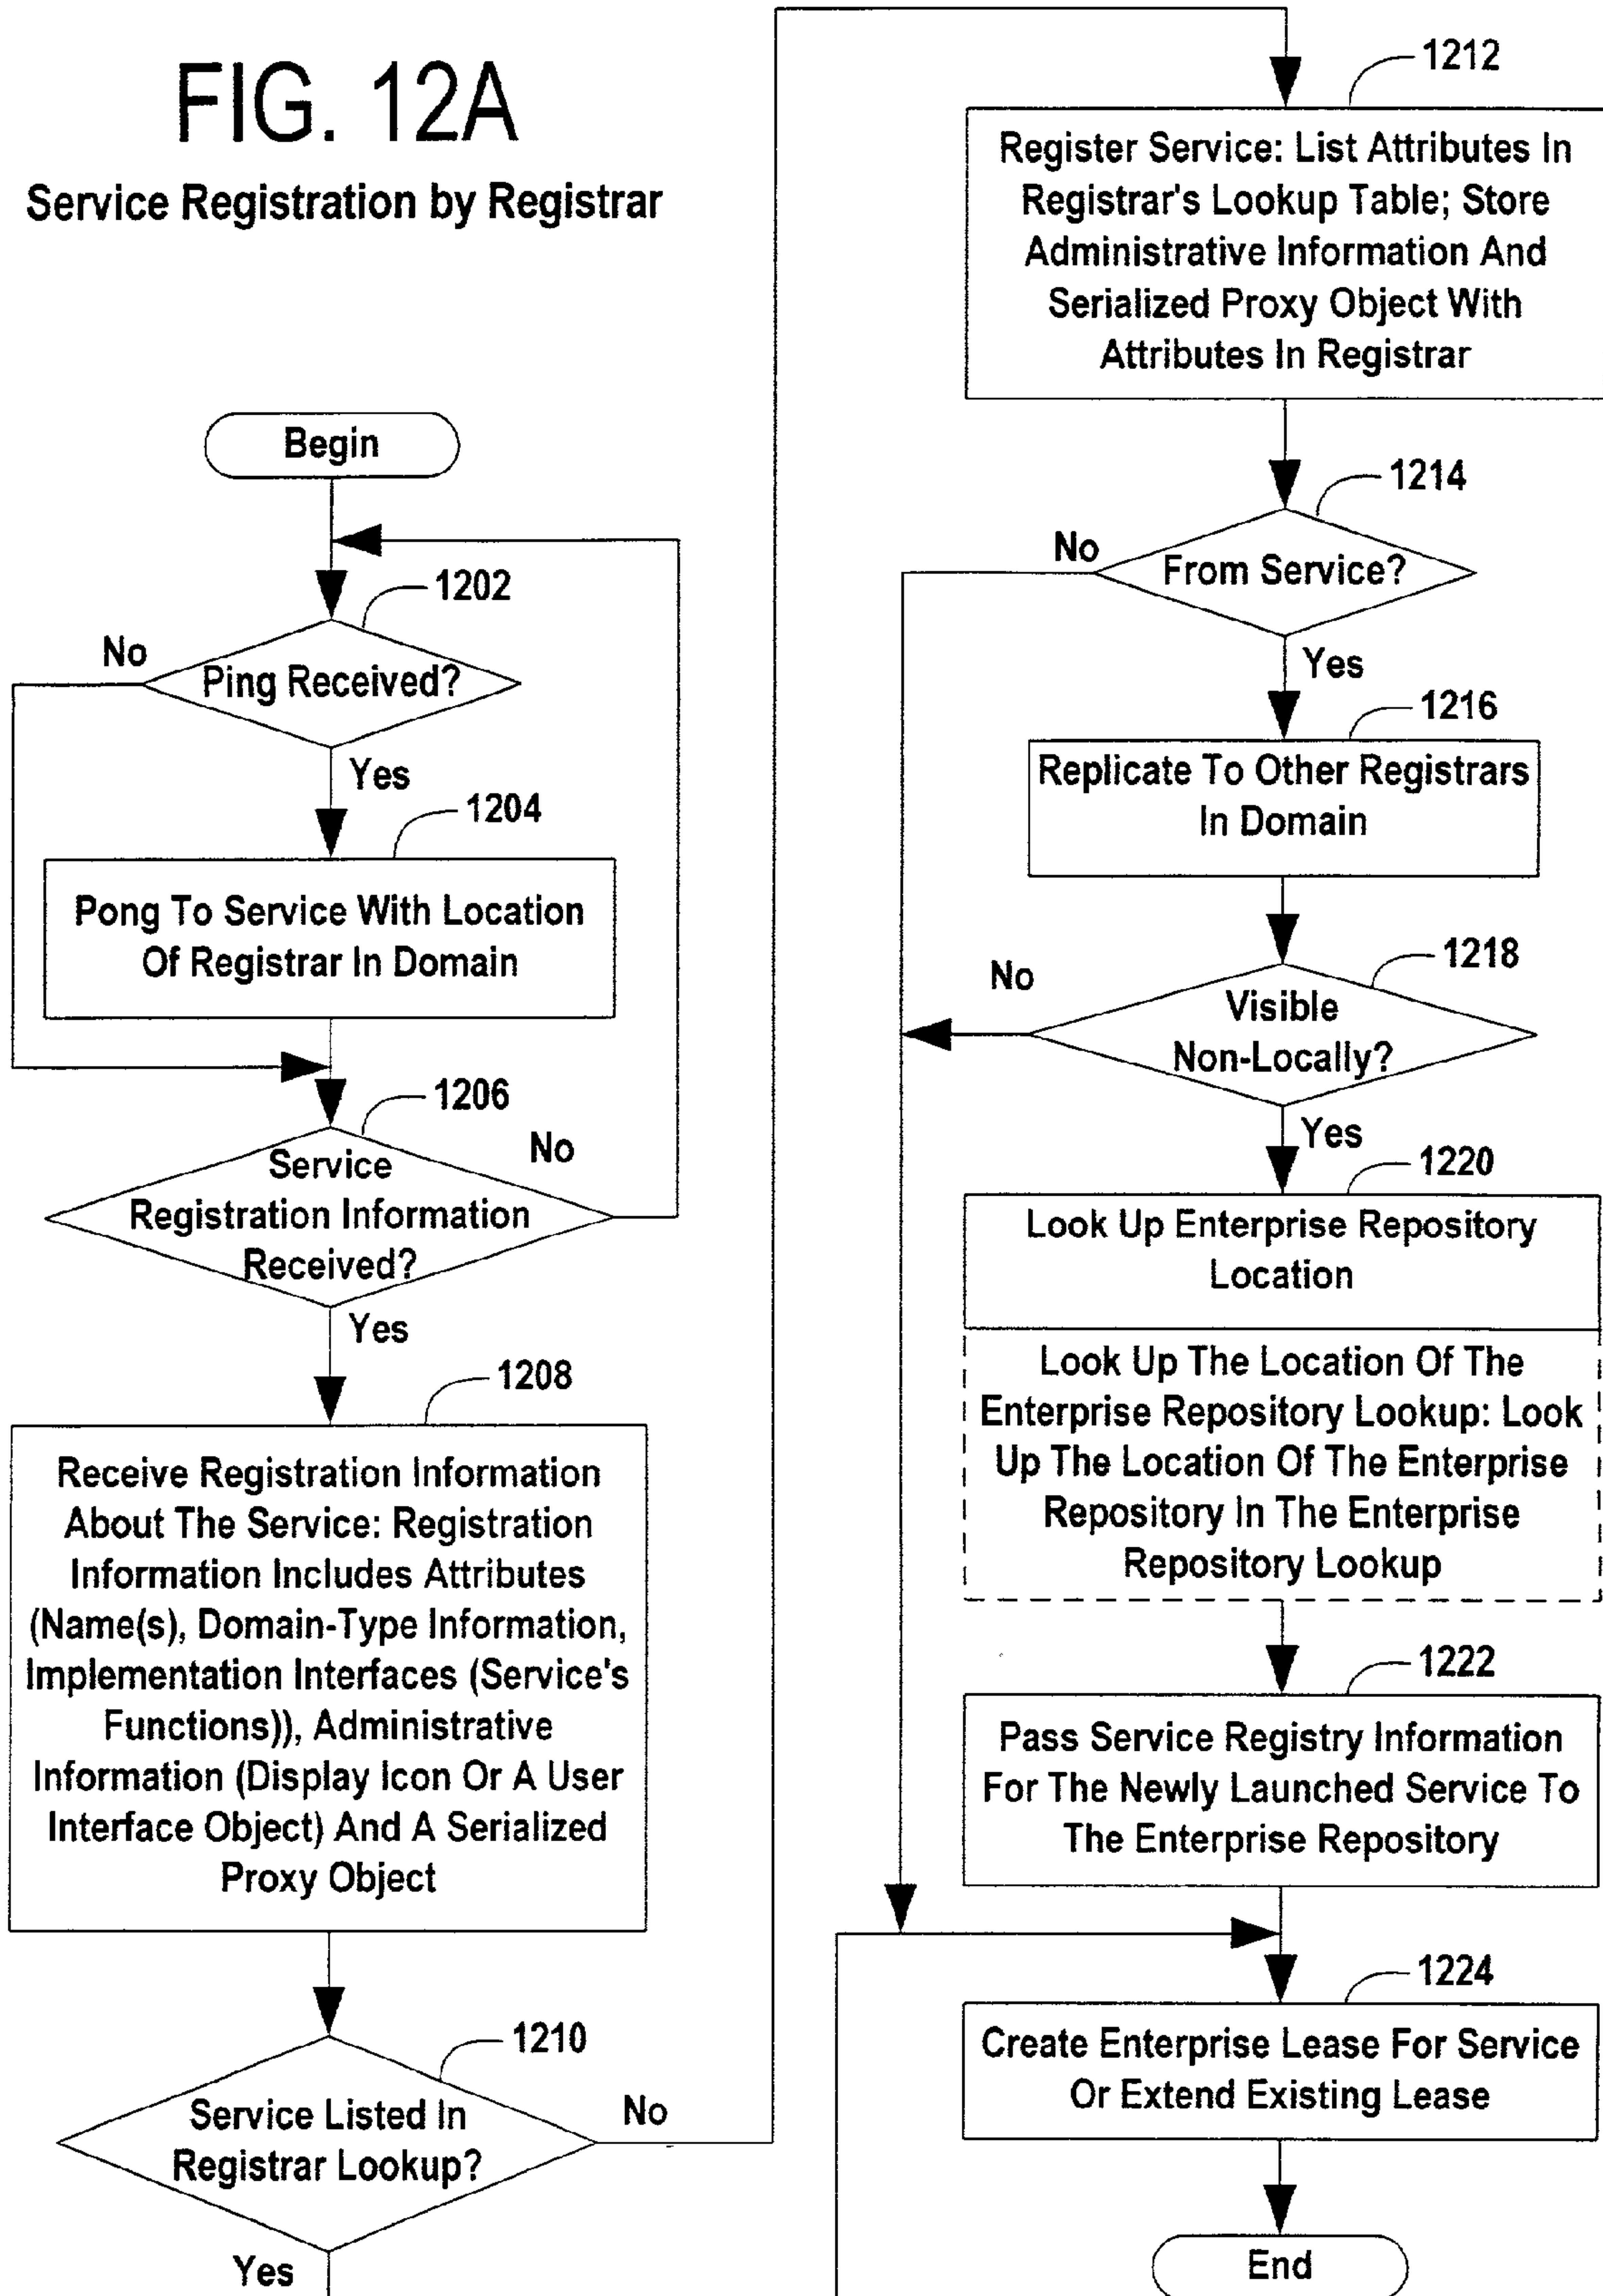 FIG. 12A
Service Registration by Registrar
Begin
1202
No
Ping Received?
Yes
1204
Pong To Service With Location
Of Registrar In Domain
1206
No
Service
Registration Information
Received?
Yes
1208
Receive Registration Information
About The Service: Registration
Information Includes Attributes
(Name(s), Domain-Type Information,
Implementation Interfaces (Service's
Functions)), Administrative
Information (Display Icon Or A User
Interface Object) And A Serialized
Proxy Object
1210
Service Listed In
Registrar Lookup?
No
Yes
1212
Register Service: List Attributes In
Registrar's Lookup Table; Store
Administrative Information And
Serialized Proxy Object With
Attributes In Registrar
1214
No
From Service?
Yes
1216
Replicate To Other Registrars
In Domain
1218
No
Visible
Non-Locally?
Yes
1220
Look Up Enterprise Repository
Location
Look Up The Location Of The
Enterprise Repository Lookup: Look
Up The Location Of The Enterprise
Repository In The Enterprise
Repository Lookup
1222
Pass Service Registry Information
For The Newly Launched Service To
The Enterprise Repository
1224
Create Enterprise Lease For Service
Or Extend Existing Lease
End